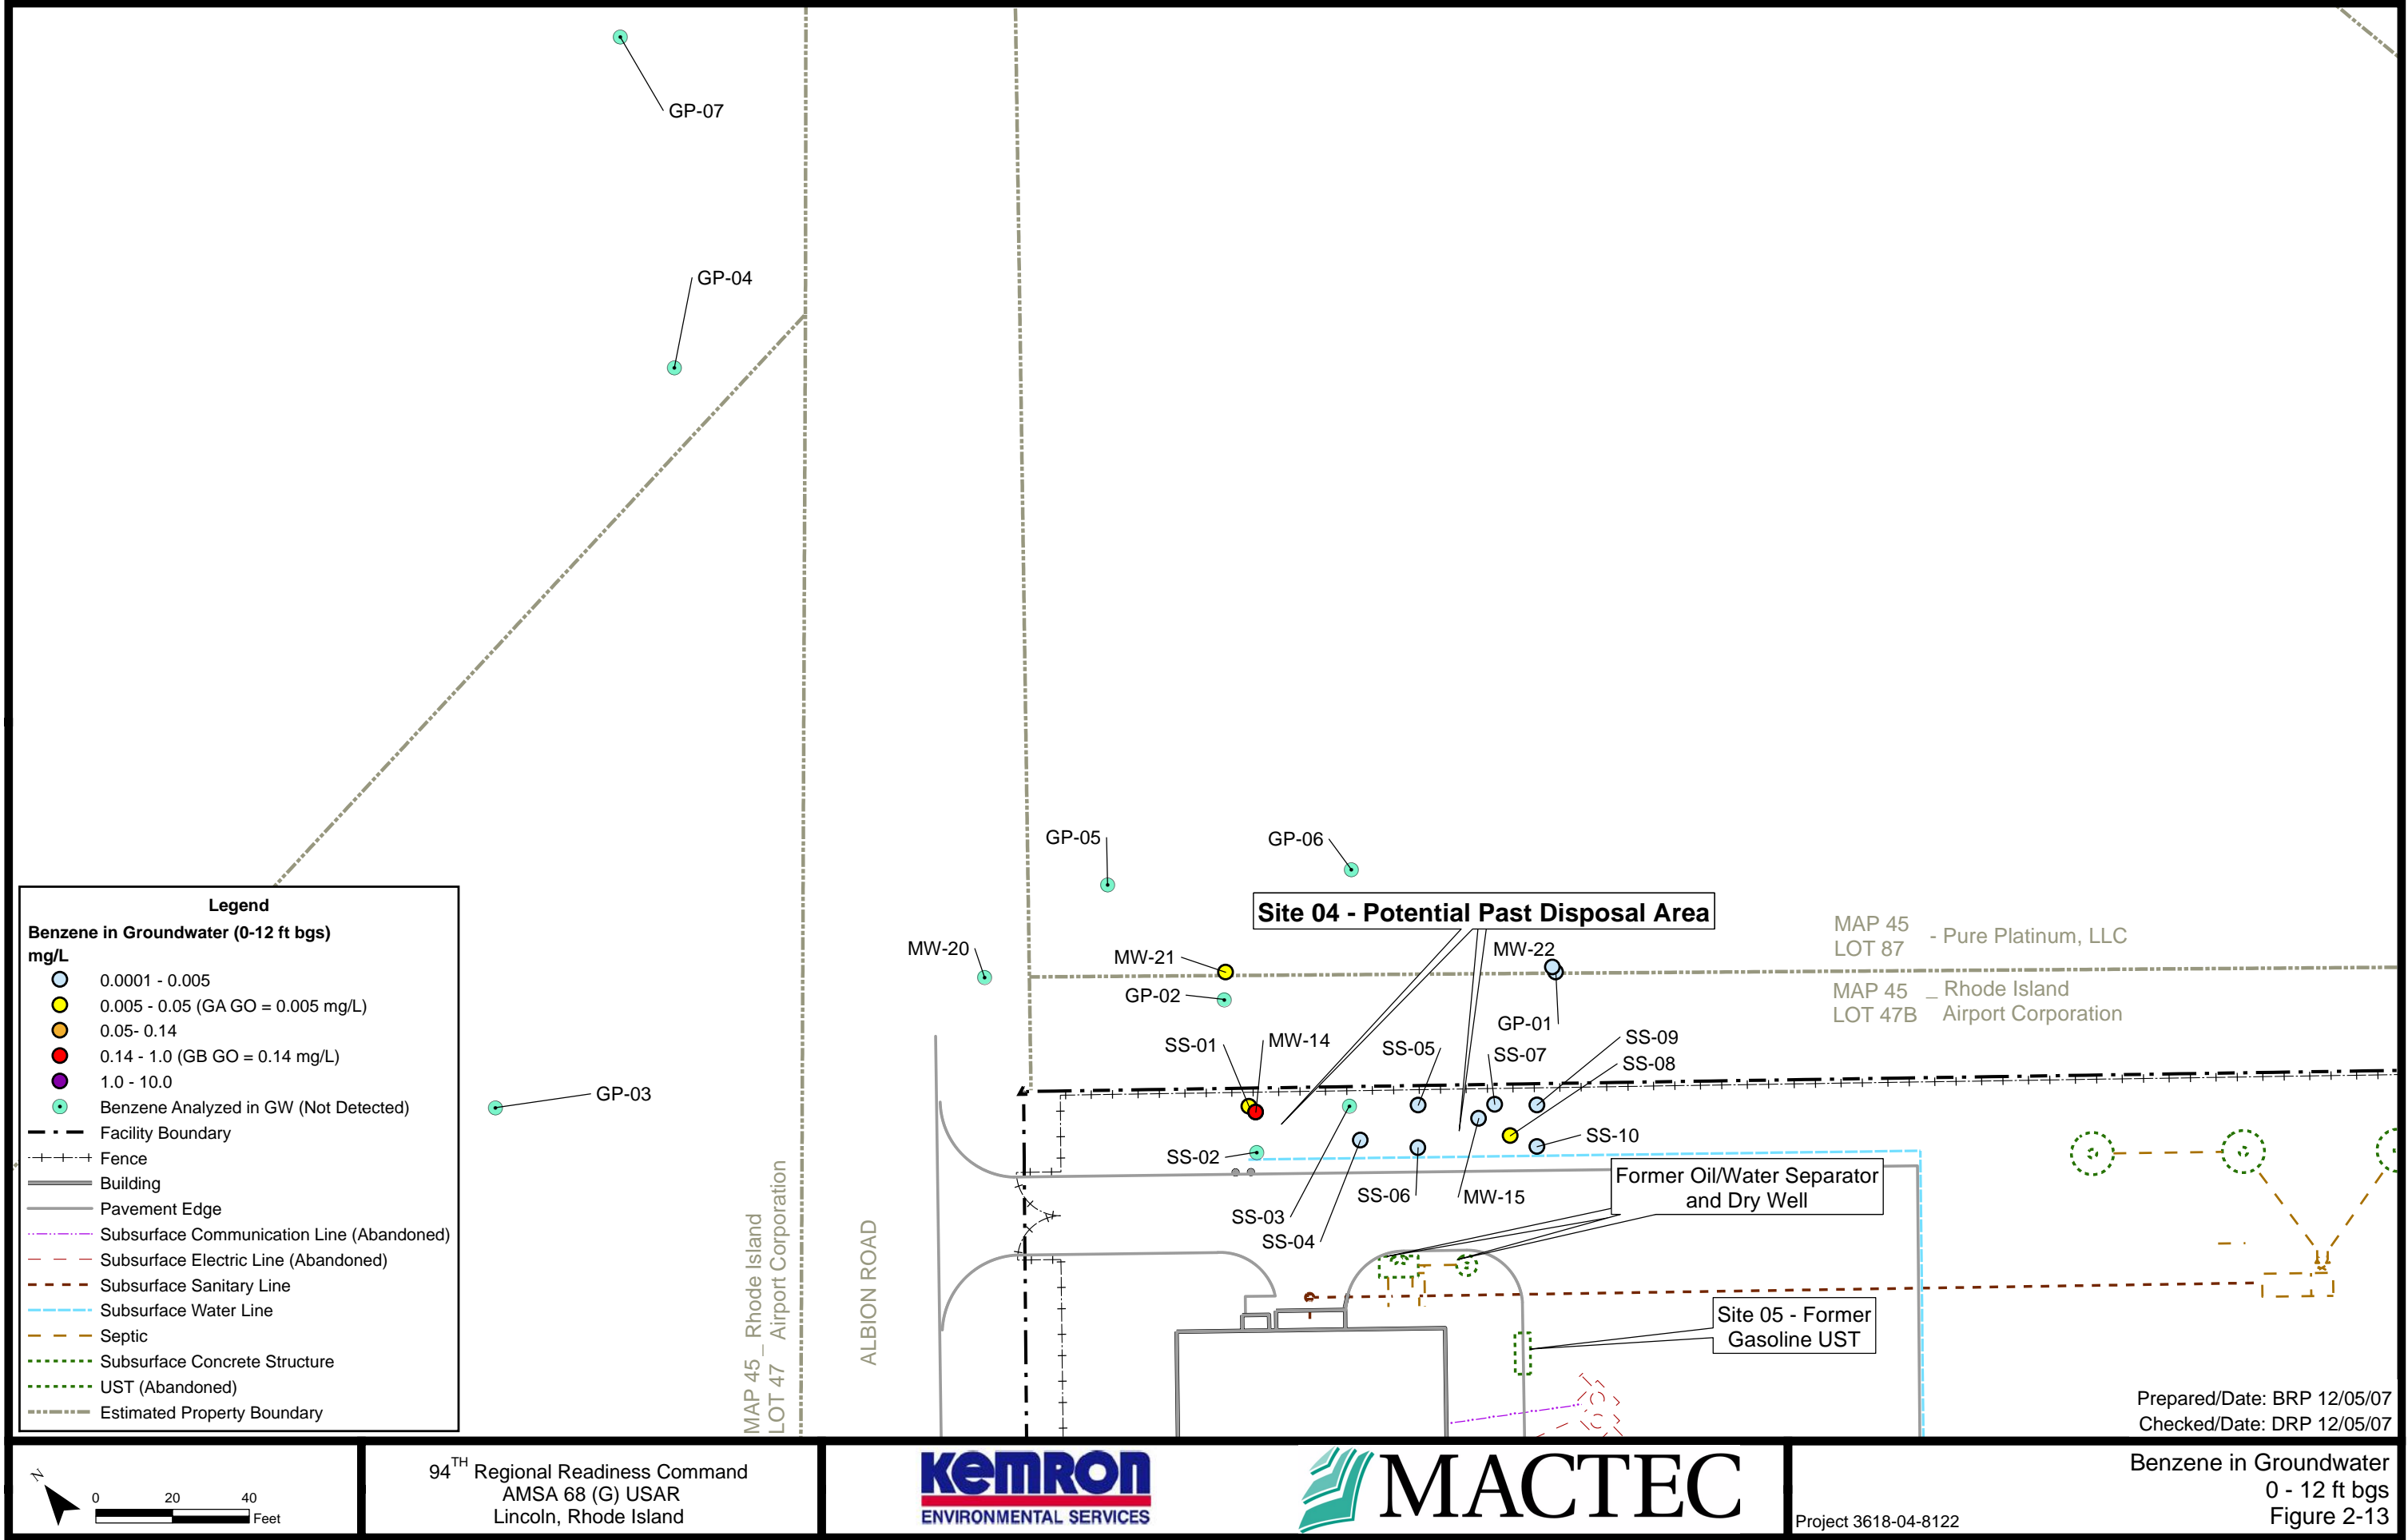 GP-07
GP-04
GP-05
GP-06
Site 04 - Potential Past Disposal Area
MW-20
MW-21
MW-22
GP-02
GP-01
MAP 45
LOT 87
- Pure Platinum, LLC
MAP 45 _ Rhode Island
LOT 47B Airport Corporation
SS-01
MW-14
SS-05
SS-07
SS-09
SS-08
GP-03
SS-02
SS-10
SS-06
MW-15
SS-03
SS-04
Former Oil/Water Separator
and Dry Well
Site 05 - Former
Gasoline UST
MAP 45 _ Rhode Island
LOT 47 Airport Corporation
ALBION ROAD
Legend
Benzene in Groundwater (0-12 ft bgs)
mg/L
0.0001 - 0.005
0.005 - 0.05 (GA GO = 0.005 mg/L)
0.05- 0.14
0.14 - 1.0 (GB GO = 0.14 mg/L)
1.0 - 10.0
Benzene Analyzed in GW (Not Detected)
Facility Boundary
Fence
Building
Pavement Edge
Subsurface Communication Line (Abandoned)
Subsurface Electric Line (Abandoned)
Subsurface Sanitary Line
Subsurface Water Line
Septic
Subsurface Concrete Structure
UST (Abandoned)
Estimated Property Boundary
Prepared/Date: BRP 12/05/07
Checked/Date: DRP 12/05/07
N
0 20 40
Feet
94TH Regional Readiness Command
AMSA 68 (G) USAR
Lincoln, Rhode Island
KEMRON
ENVIRONMENTAL SERVICES
MACTEC
Project 3618-04-8122
Benzene in Groundwater
0 - 12 ft bgs
Figure 2-13